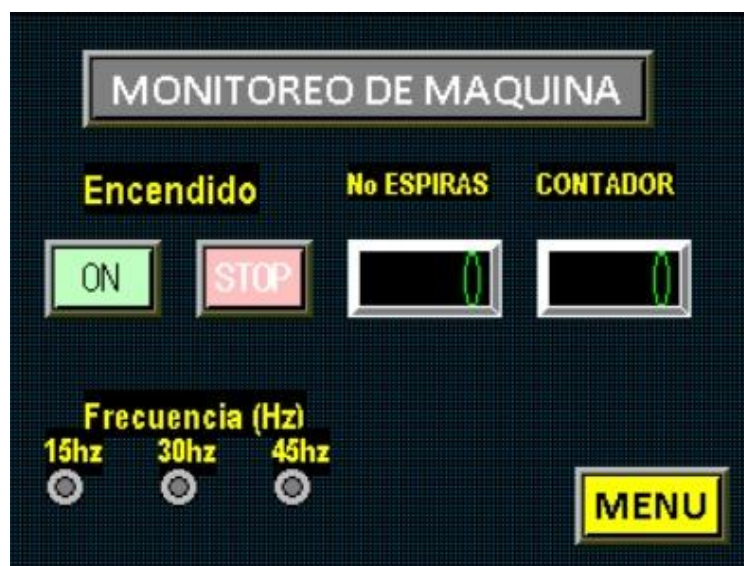 MONITOREO DE MAQUINA
Encendido
No ESPIRAS
CONTADOR
ON
STOP
0
0
Frecuencia (Hz)
15hz
30hz
45hz
MENU